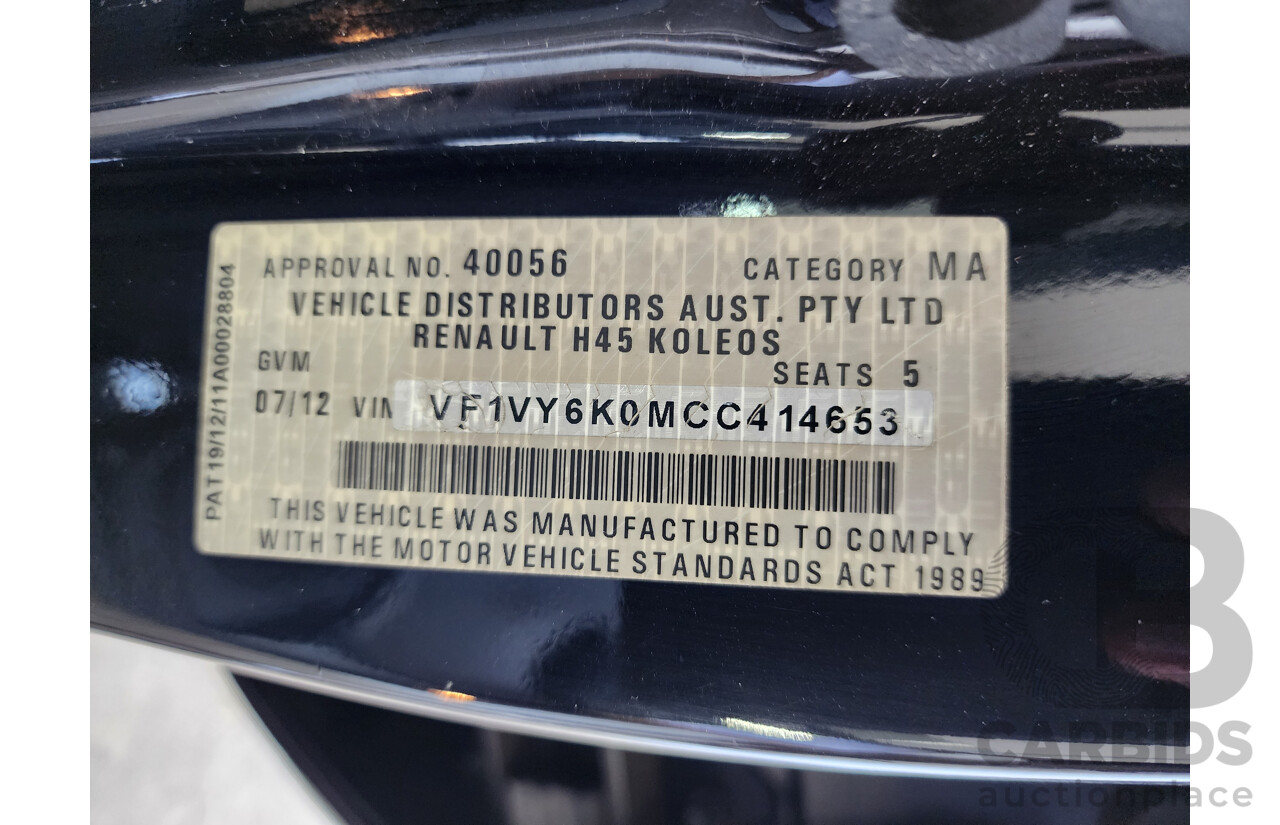 APPROVAL NO. 40056 CATEGORY MA
VEHICLE DISTRIBUTORS AUST. PTY LTD
RENAULT H45 KOLEOS
GVM SEATS 5
07/12 VIN VF1VY6K0MCC414653
THIS VEHICLE WAS MANUFACTURED TO COMPLY
WITH THE MOTOR VEHICLE STANDARDS ACT 1989
PAT19/12/11A00028804
CB
CARBIDS
auctionplace